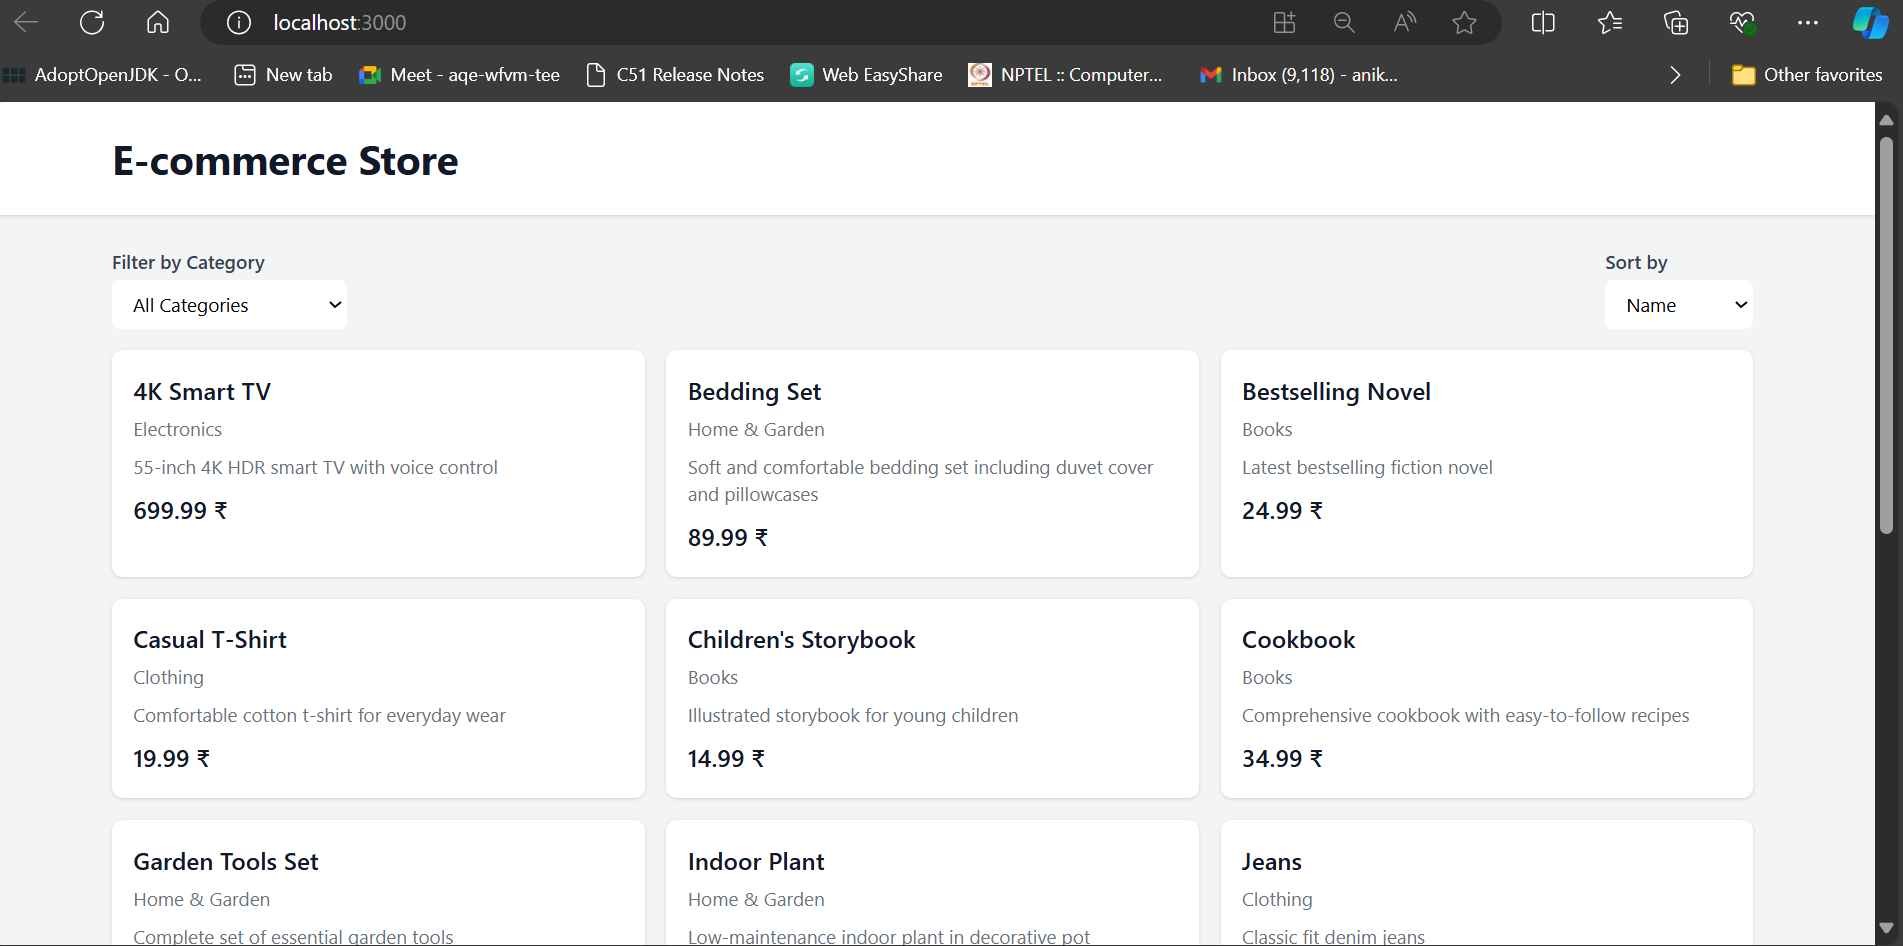 localhost:3000
AdoptOpenJDK - O...
New tab
Meet - aqe-wfvm-tee
C51 Release Notes
Web EasyShare
NPTEL :: Computer...
Inbox (9,118) - anik...
Other favorites
E-commerce Store
Filter by Category
Sort by
All Categories
Name
4K Smart TV
Electronics
55-inch 4K HDR smart TV with voice control
699.99 ₹
Bedding Set
Home & Garden
Soft and comfortable bedding set including duvet cover
and pillowcases
89.99 ₹
Bestselling Novel
Books
Latest bestselling fiction novel
24.99 ₹
Casual T-Shirt
Clothing
Comfortable cotton t-shirt for everyday wear
19.99 ₹
Children's Storybook
Books
Illustrated storybook for young children
14.99 ₹
Cookbook
Books
Comprehensive cookbook with easy-to-follow recipes
34.99 ₹
Garden Tools Set
Home & Garden
Complete set of essential garden tools
Indoor Plant
Home & Garden
Low-maintenance indoor plant in decorative pot
Jeans
Clothing
Classic fit denim jeans